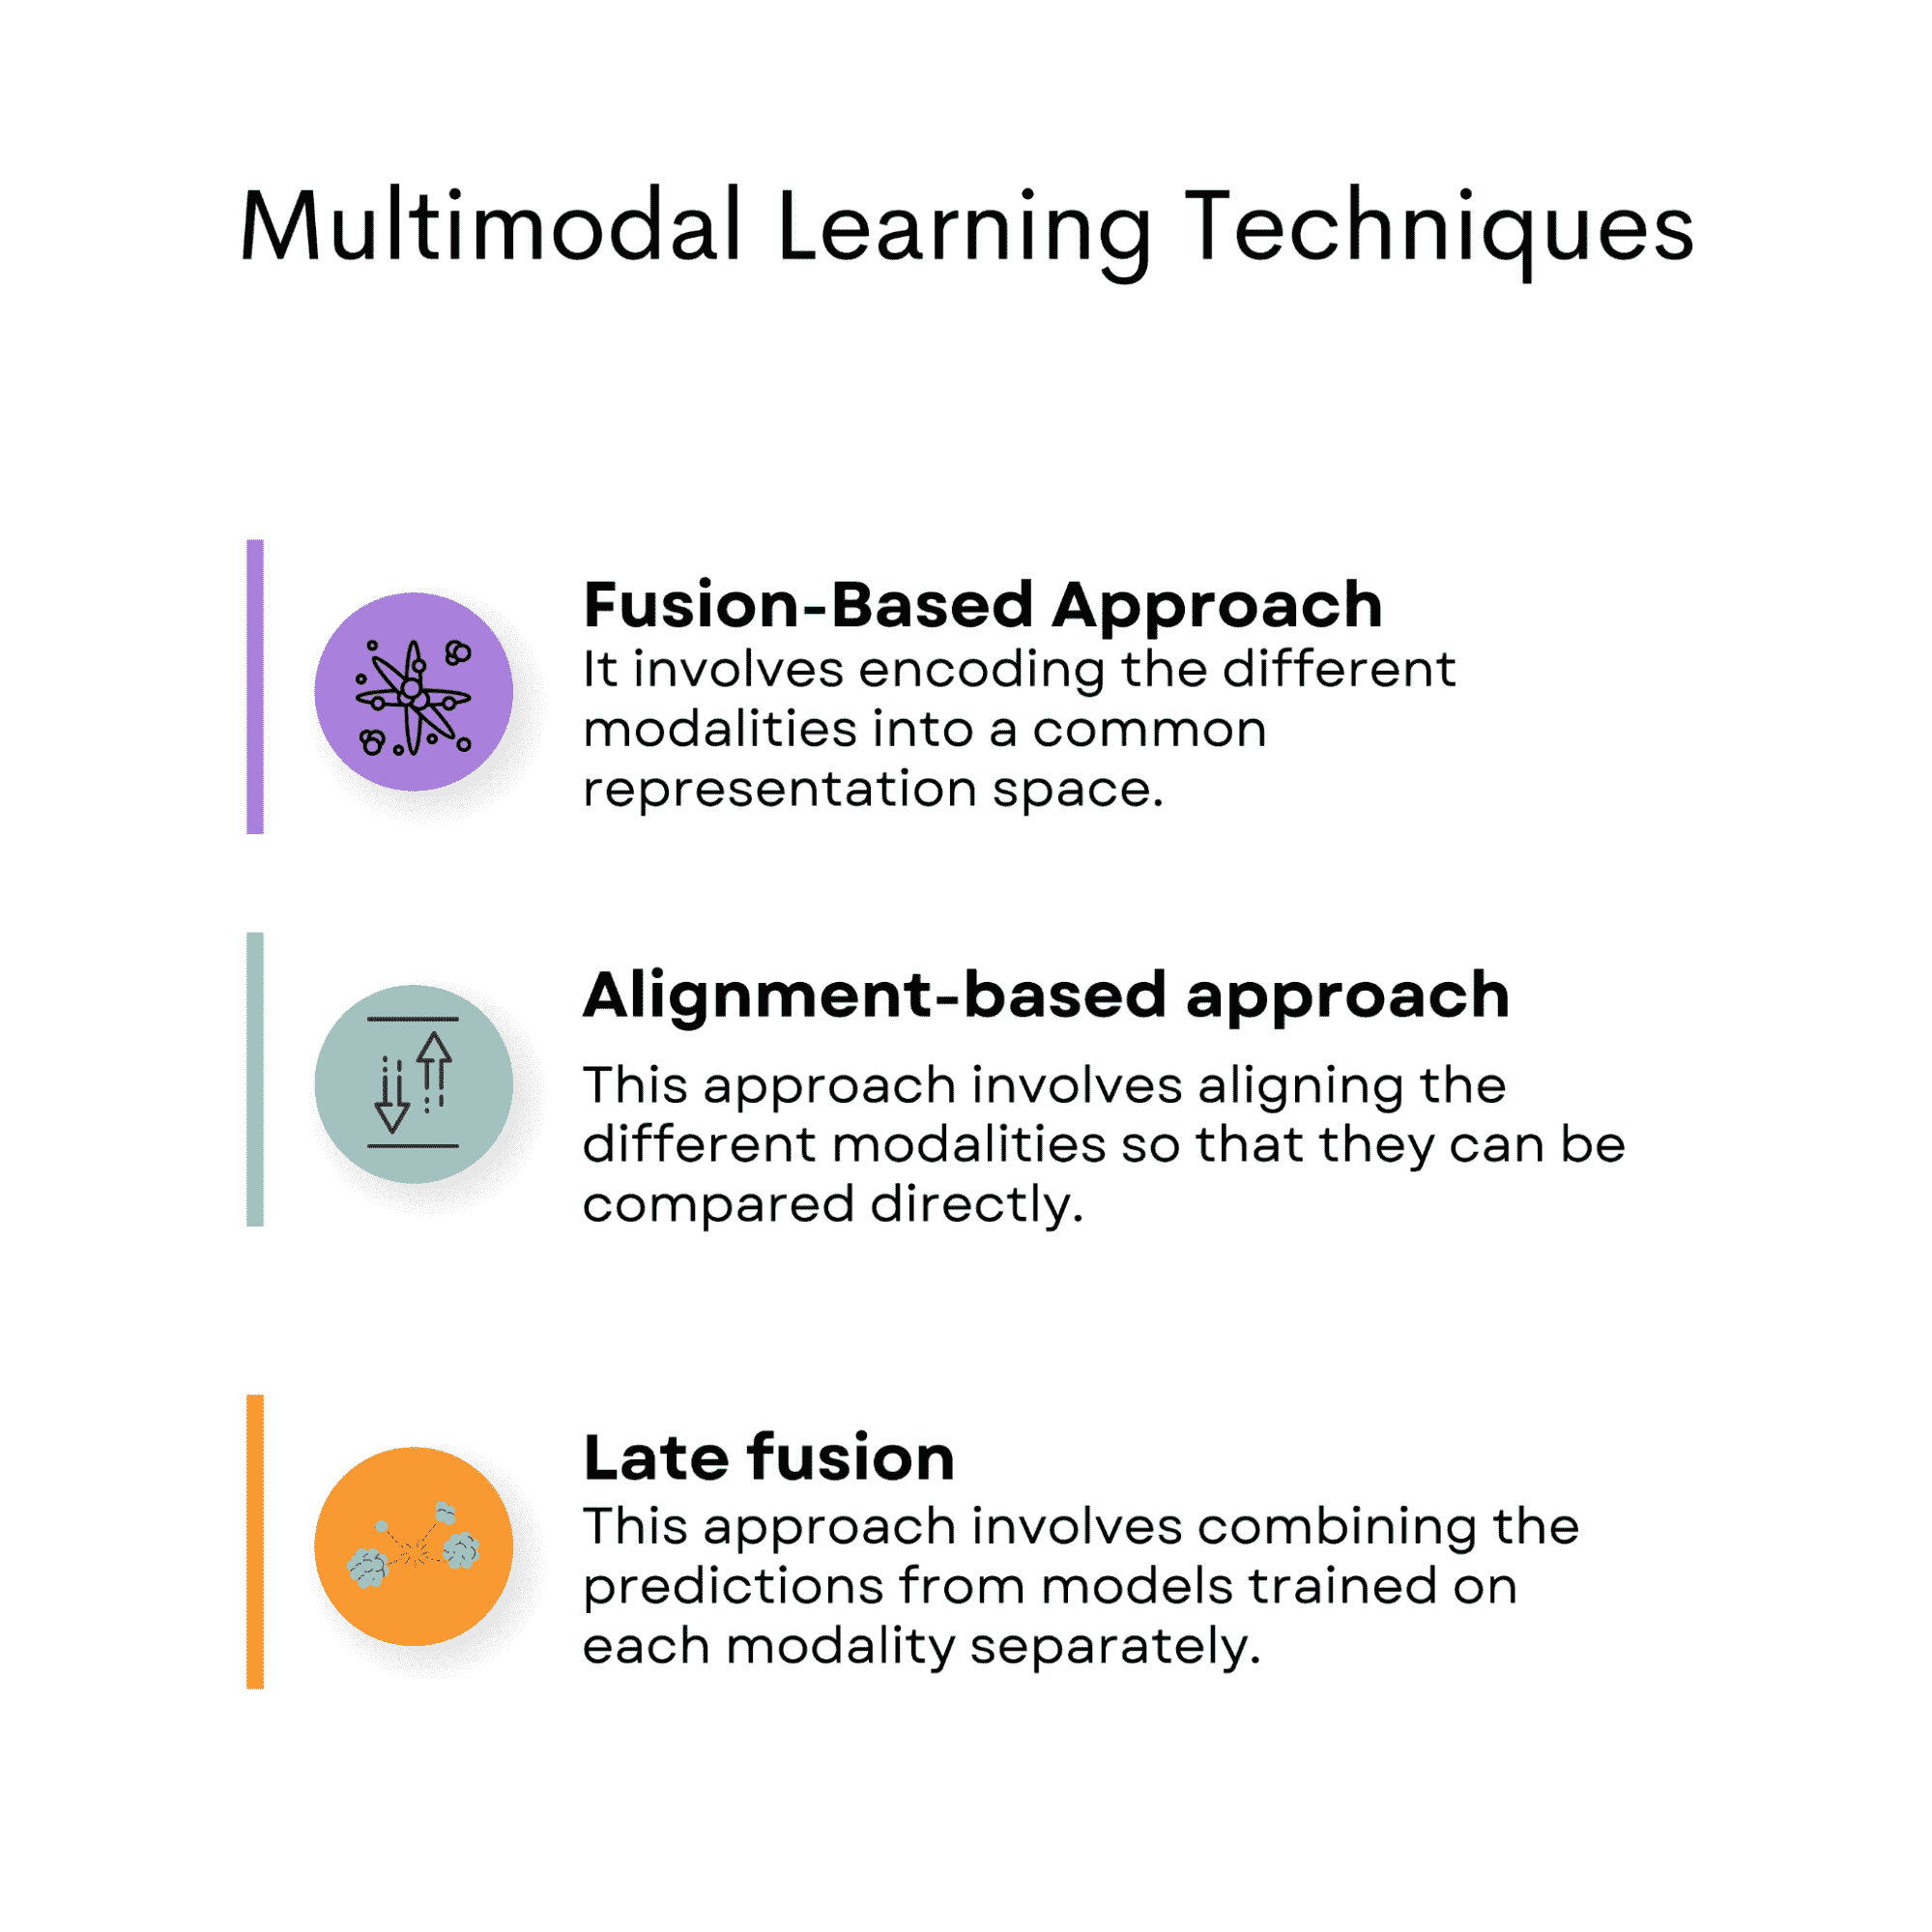 Multimodal Learning Techniques
Fusion-Based Approach
It involves encoding the different
modalities into a common
representation space.
Alignment-based approach
This approach involves aligning the
different modalities so that they can be
compared directly.
Late fusion
This approach involves combining the
predictions from models trained on
each modality separately.